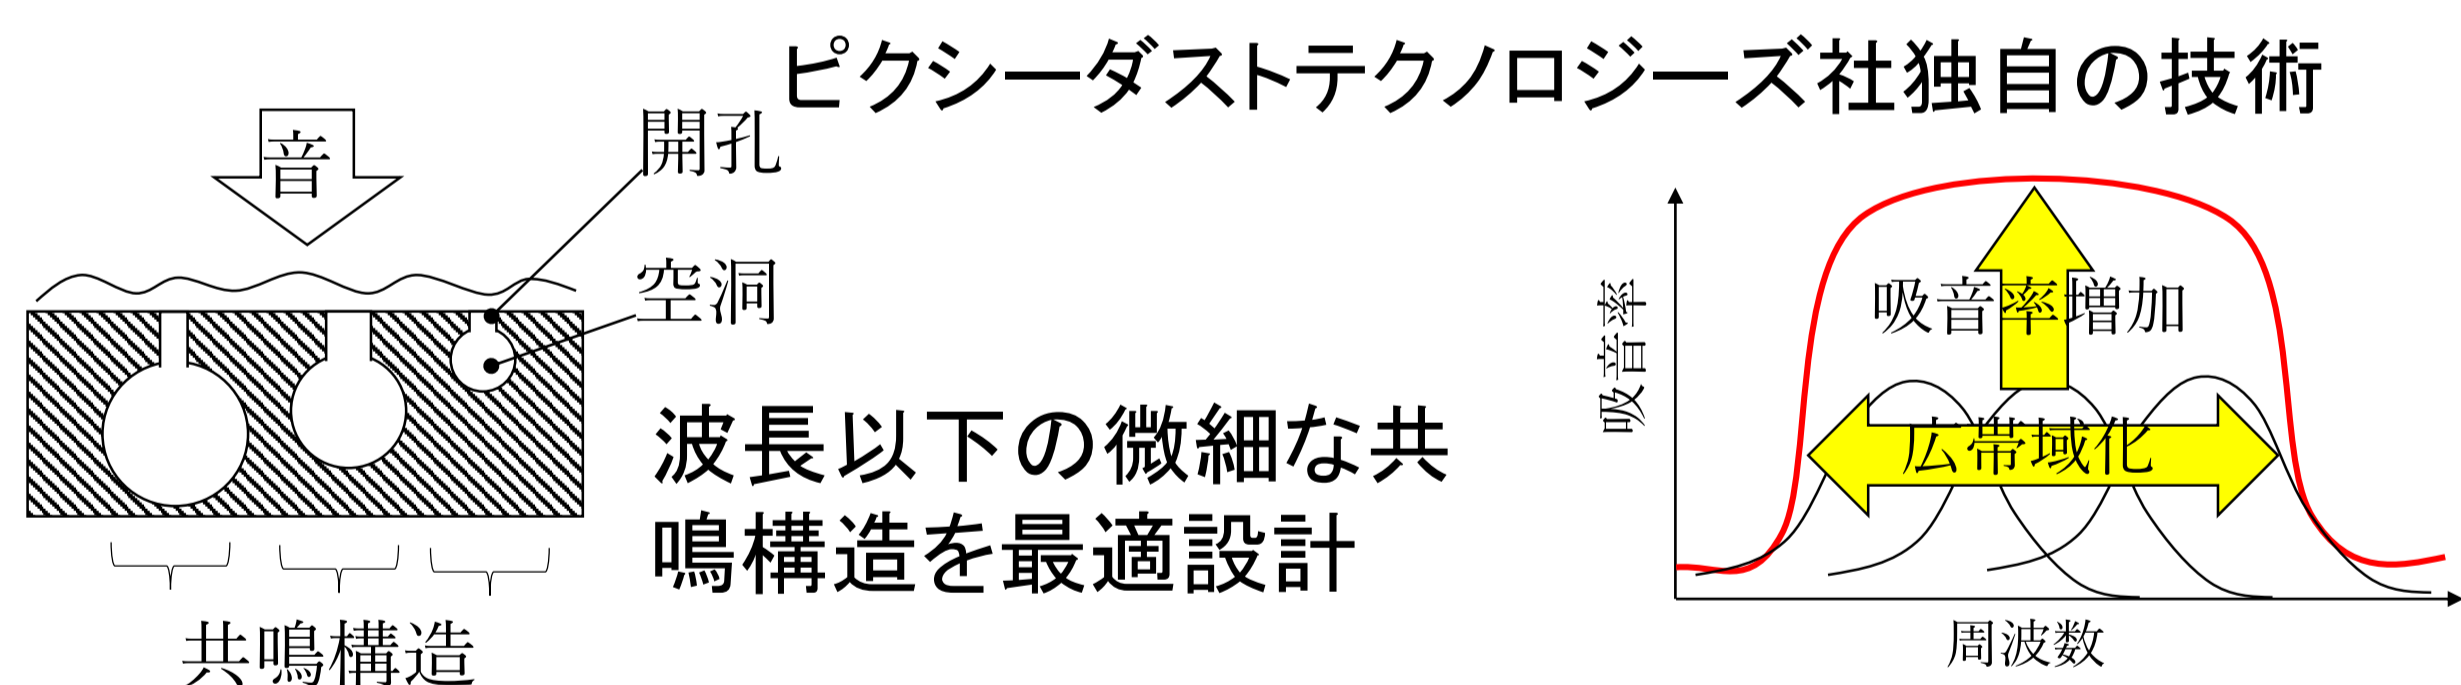 ピクシーダストテクノロジーズ社独自の技術
音
開孔
空洞
波長以下の微細な共
鳴構造を最適設計
共鳴構造
吸音率
吸音率増加
広帯域化
周波数